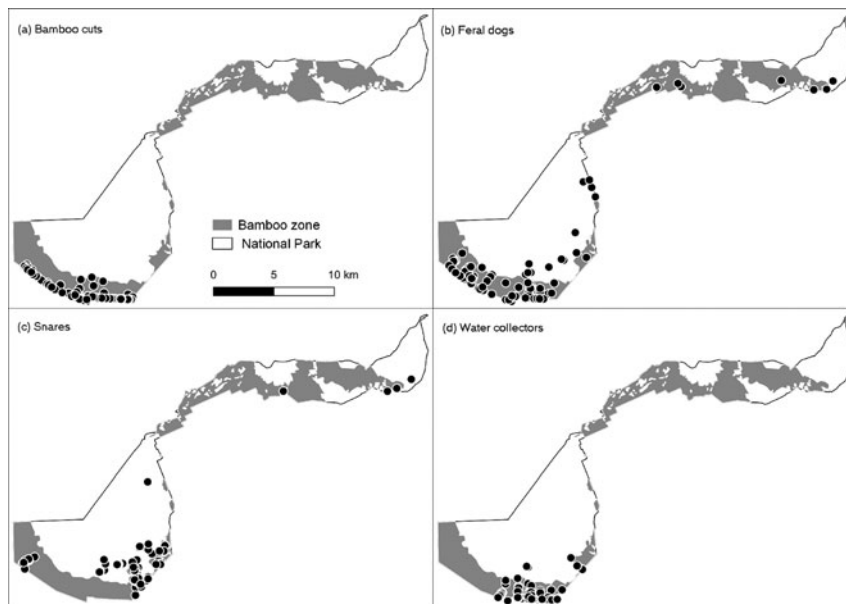 (a) Bamboo cuts
(b) Feral dogs
Bamboo zone
National Park
0 5 10 km
(c) Snares
(d) Water collectors